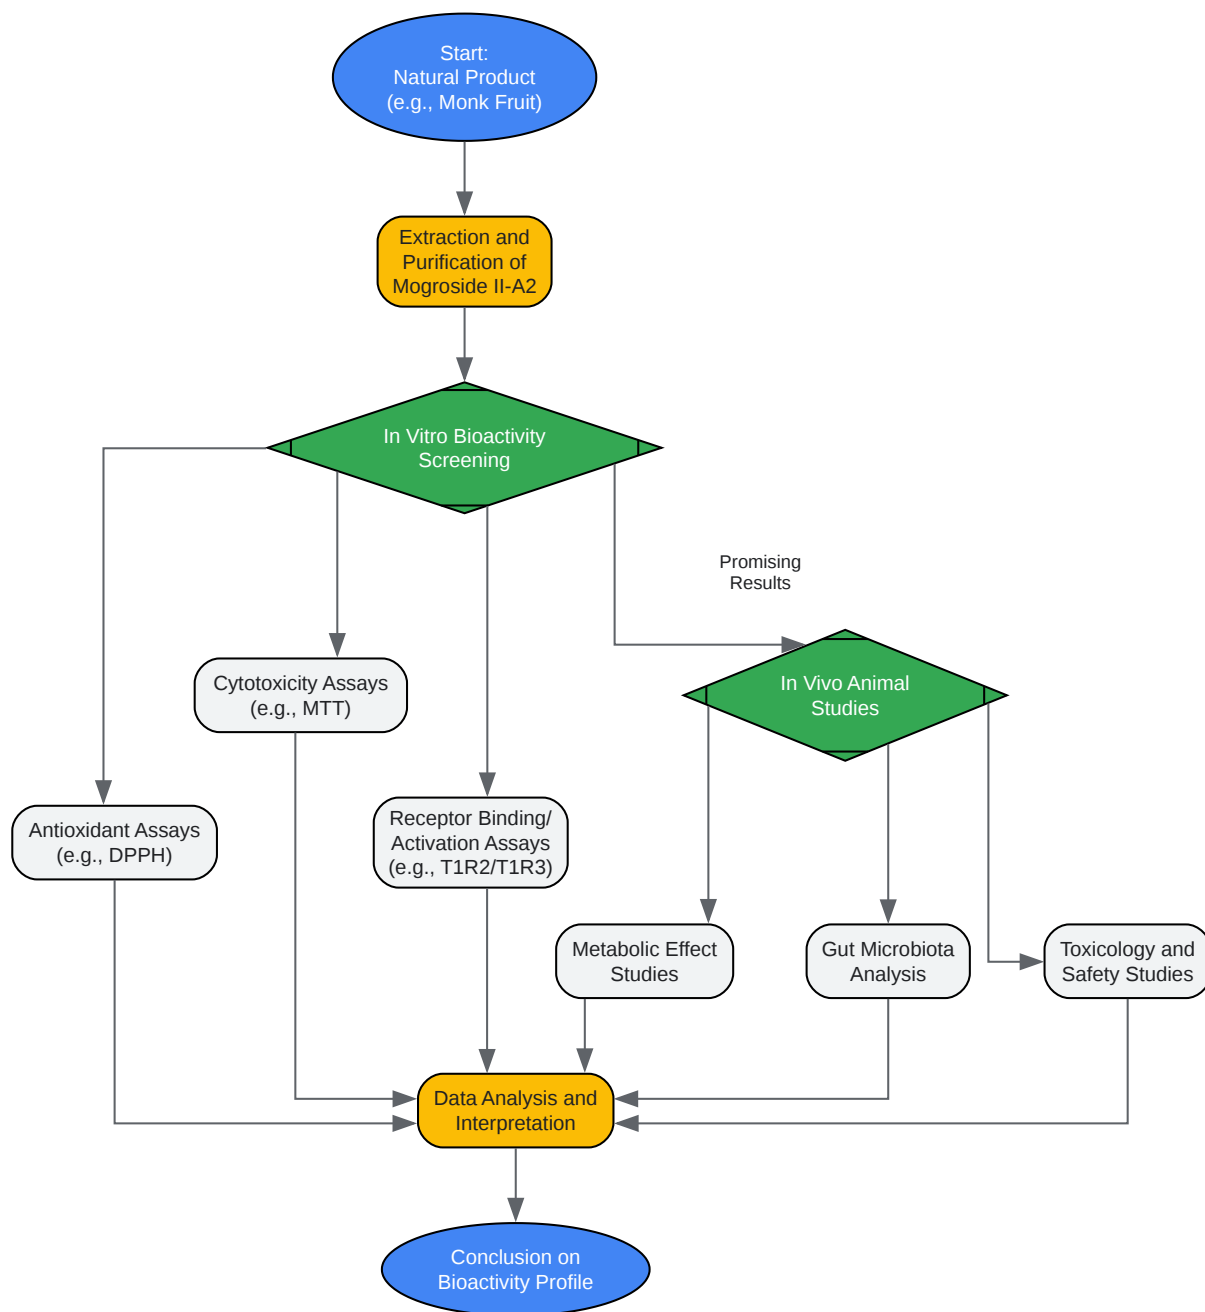 Start:
Natural Product
(e.g., Monk Fruit)
Extraction and
Purification of
Mogroside II-A2
In Vitro Bioactivity
Screening
Promising
Results
Cytotoxicity Assays
(e.g., MTT)
In Vivo Animal
Studies
Antioxidant Assays
(e.g., DPPH)
Receptor Binding/
Activation Assays
(e.g., T1R2/T1R3)
Metabolic Effect
Studies
Gut Microbiota
Analysis
Toxicology and
Safety Studies
Data Analysis and
Interpretation
Conclusion on
Bioactivity Profile